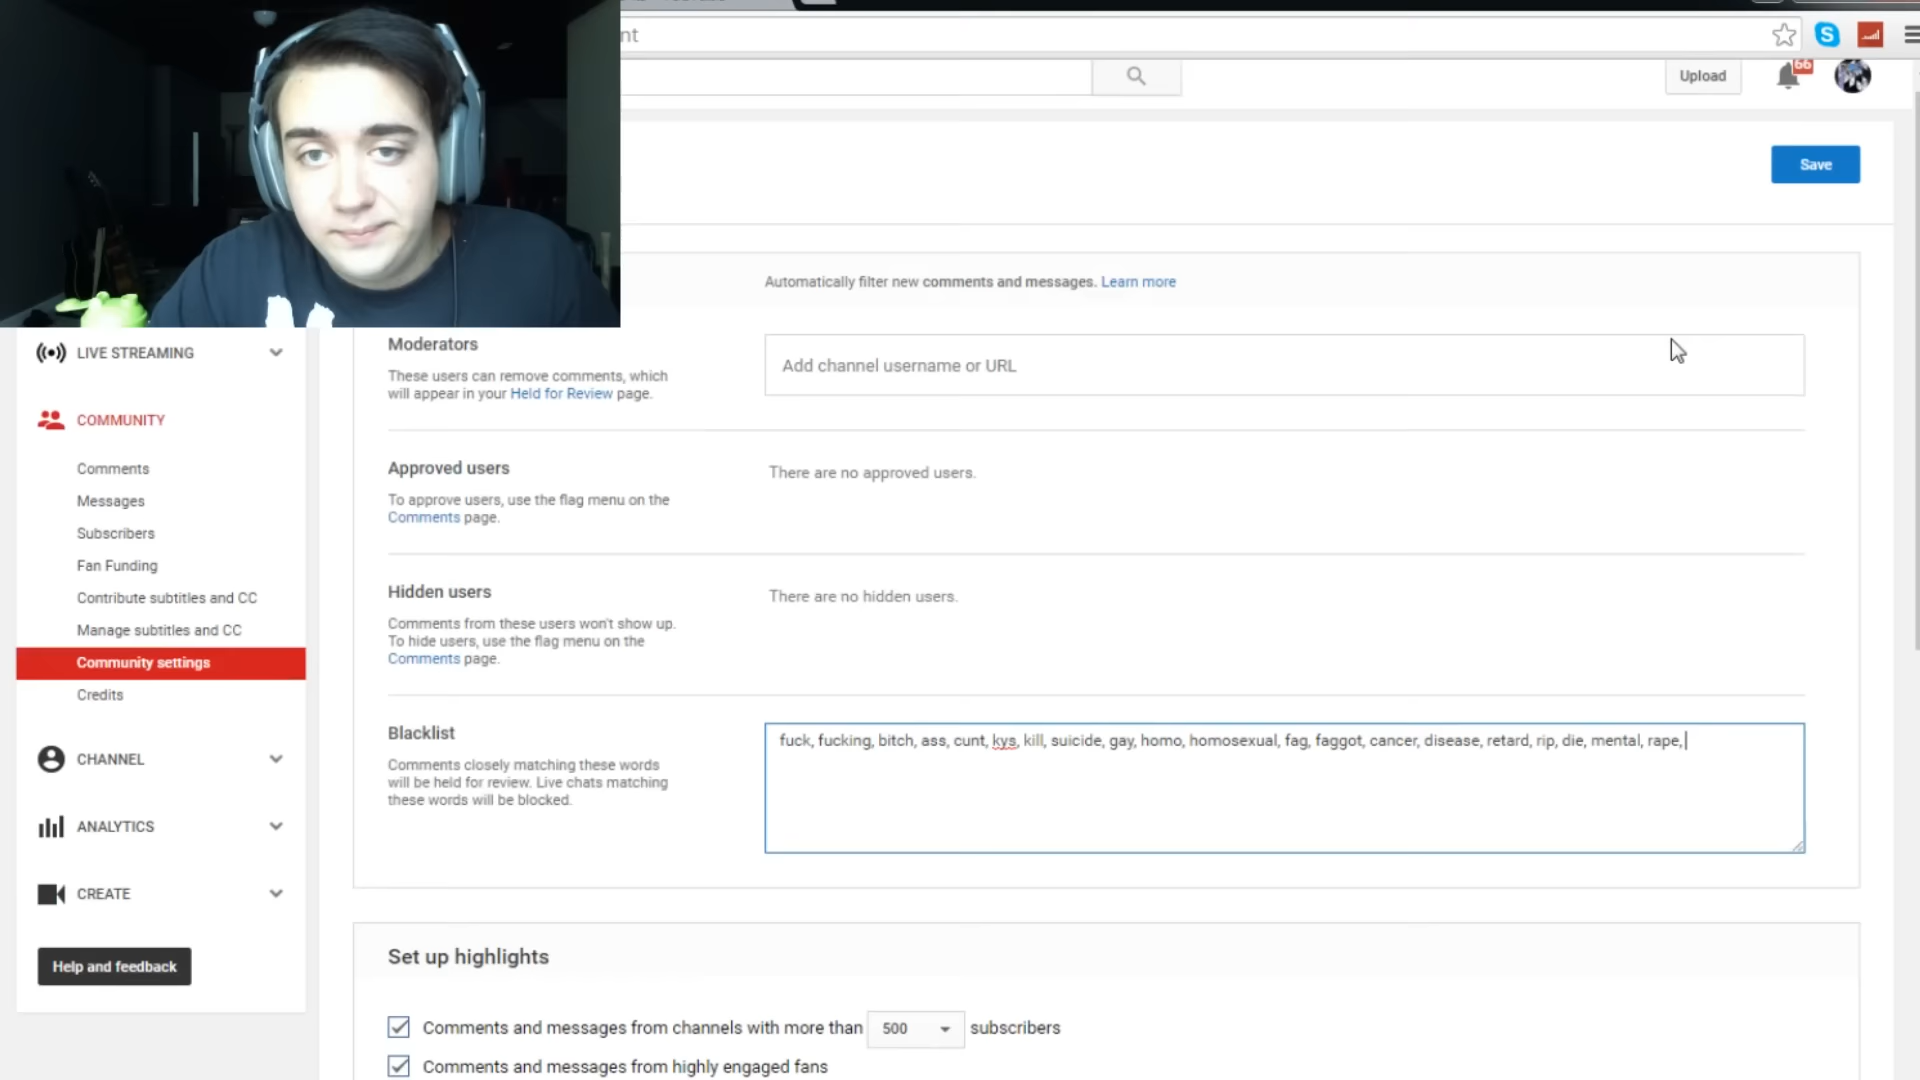 nt
Upload
66
Save
Automatically filter new comments and messages. Learn more
Moderators
Add channel username or URL
These users can remove comments, which
will appear in your Held for Review page.
Approved users
There are no approved users.
To approve users, use the flag menu on the
Comments page.
Hidden users
There are no hidden users.
Comments from these users won't show up.
To hide users, use the flag menu on the
Comments page.
Blacklist
fuck, fucking, bitch, ass, cunt, kys, kill, suicide, gay, homo, homosexual, fag, faggot, cancer, disease, retard, rip, die, mental, rape,
Comments closely matching these words
will be held for review. Live chats matching
these words will be blocked.
Set up highlights
Comments and messages from channels with more than 500 subscribers
Comments and messages from highly engaged fans
LIVE STREAMING
COMMUNITY
Comments
Messages
Subscribers
Fan Funding
Contribute subtitles and CC
Manage subtitles and CC
Community settings
Credits
CHANNEL
ANALYTICS
CREATE
Help and feedback